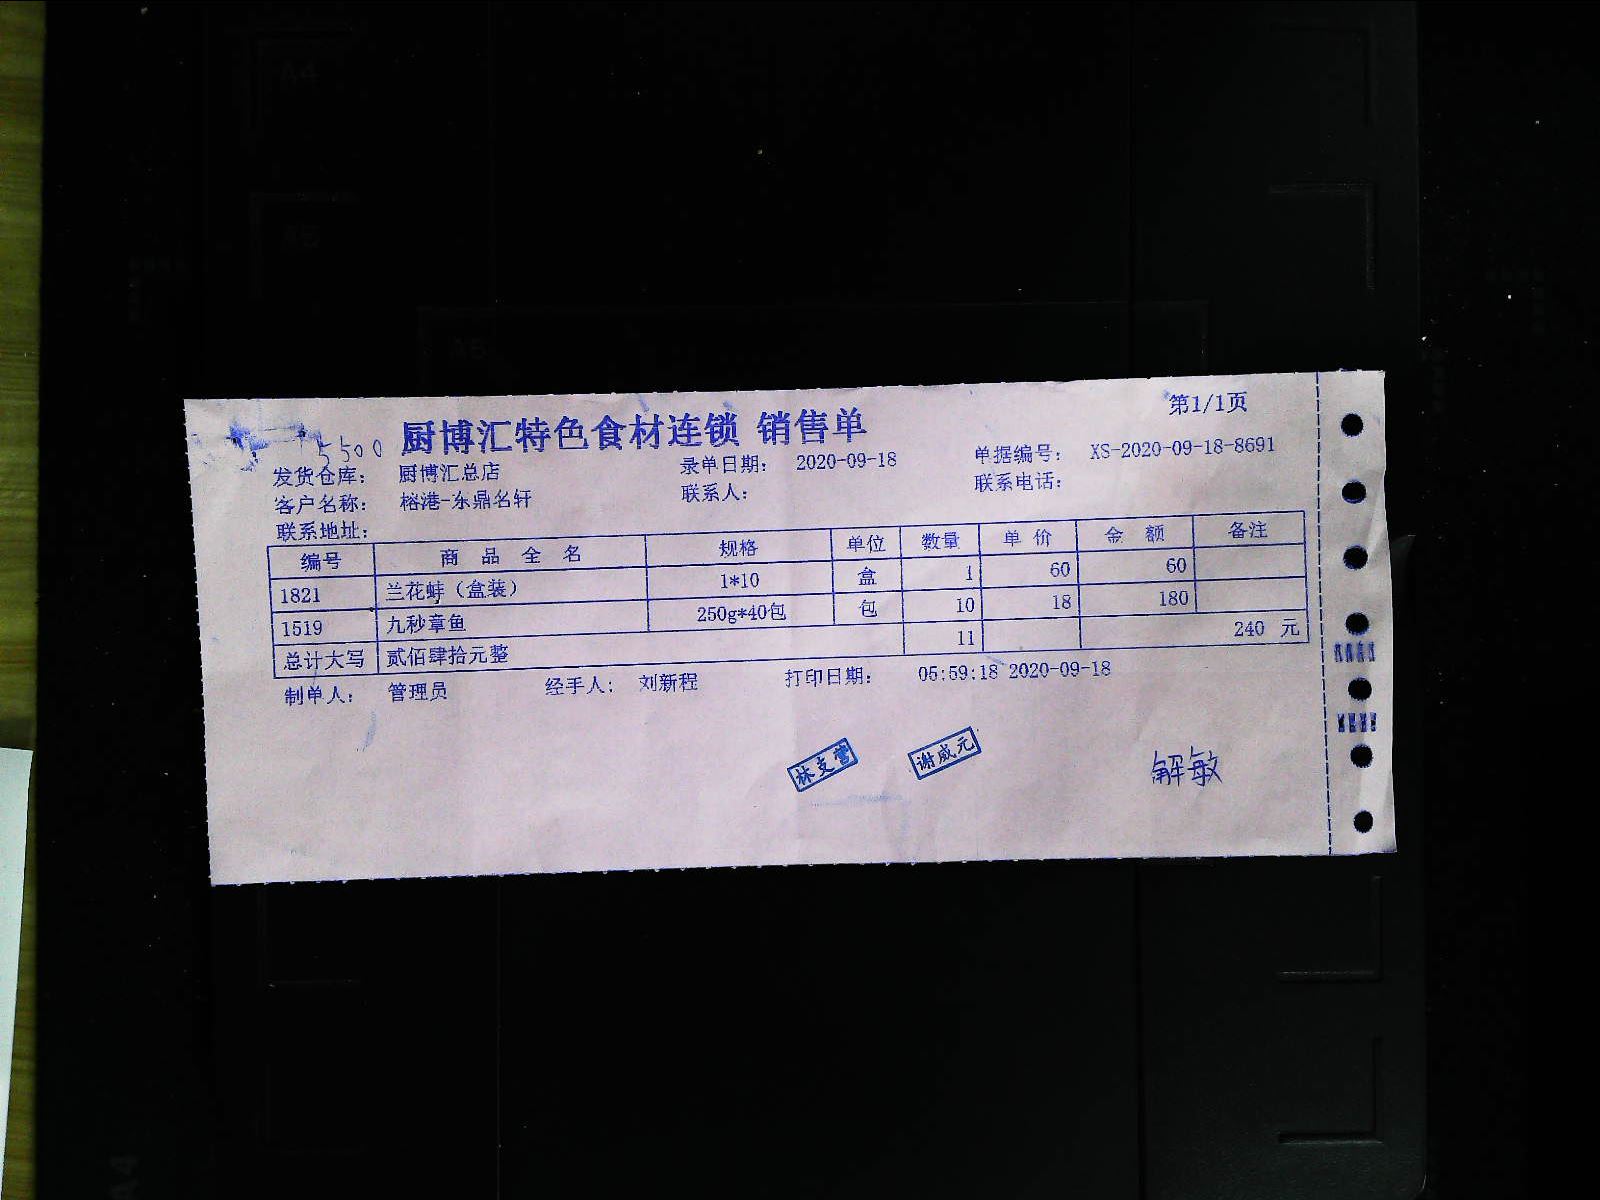 第1/1页
厨博汇特色食材连锁 销售单
5500
发货仓库： 厨博汇总店 录单日期： 2020-09-18 单据编号： XS-2020-09-18-8691
客户名称： 榕港-东鼎名轩 联系人： 联系电话：
联系地址：
编号 商品全名 规格 单位 数量 单价 金额 备注
1821 兰花蚌（盒装） 1*10 盒 1 60 60
1519 九秒章鱼 250g*40包 包 10 18 180
总计大写 贰佰肆拾元整 11 240 元
制单人： 管理员 经手人： 刘新程 打印日期： 05:59:18 2020-09-18
林支营 谢威元 解敏
A4
A5